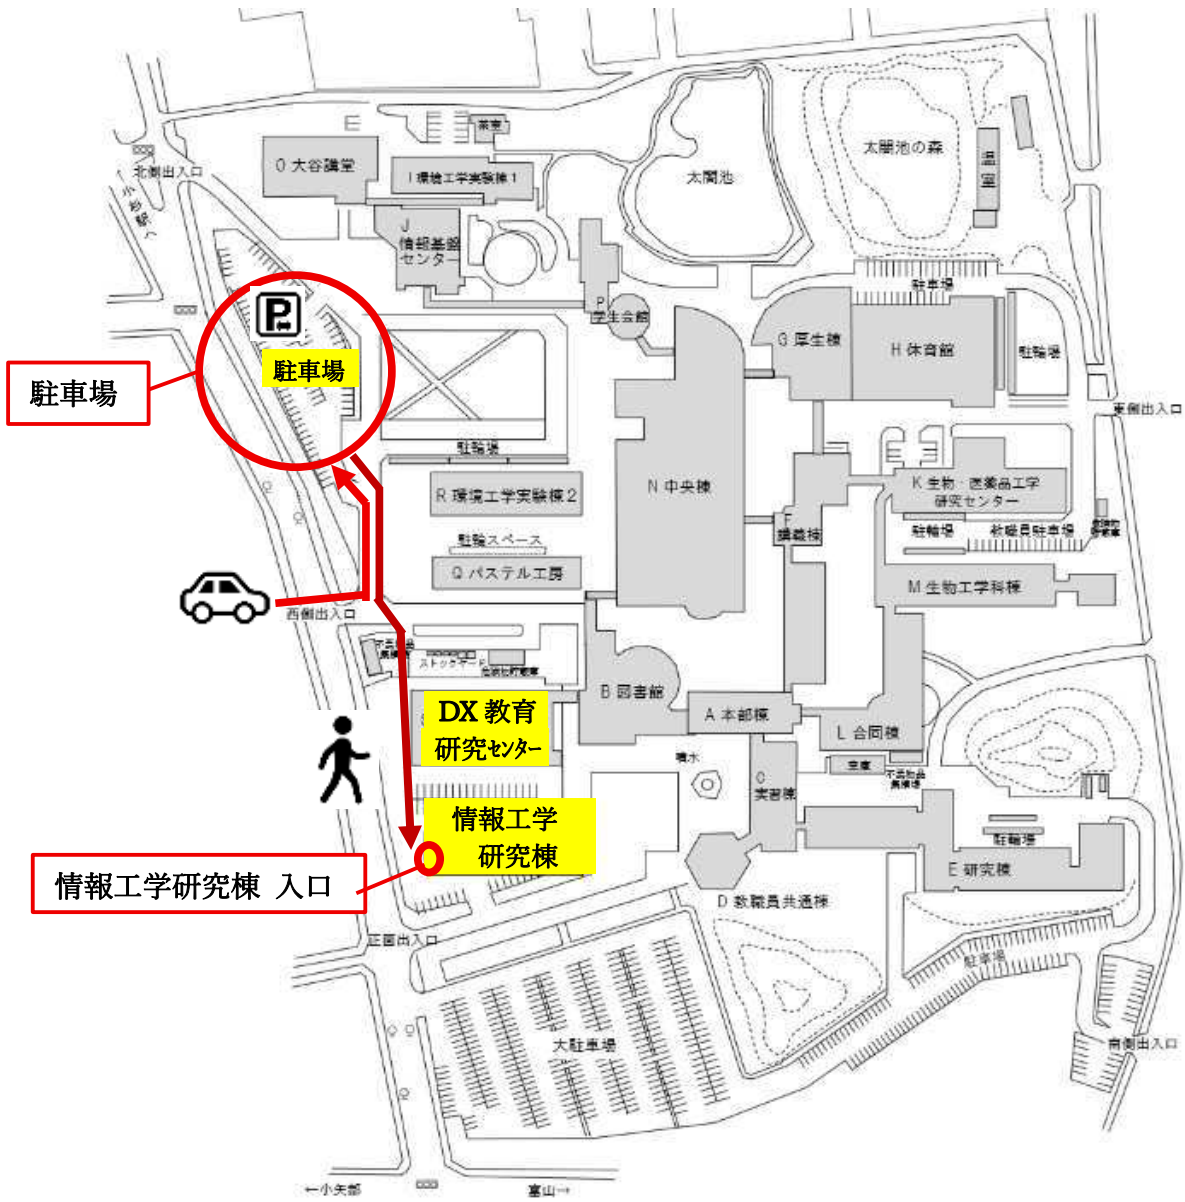 茶室
O 大谷講堂
I 環境工学実験棟1
太閤池
太閤池の森
温室
北側出入口
J
情報基盤
センター
駐車場
P
学生会館
G 厚生棟
H 体育館
駐輪場
P
駐車場
駐車場
東側出入口
駐輪場
R 環境工学実験棟2
N 中央棟
K 生物・医薬品工学
研究センター
F
講義棟
駐輪場
教職員駐車場
駐輪スペース
Q パステル工房
M 生物工学科棟
西側出入口
ストックヤード
B 図書館
A 本部棟
L 合同棟
DX 教育
研究センター
噴水
車庫
C
実習棟
情報工学
研究棟
駐輪場
E 研究棟
情報工学研究棟 入口
D 教職員共通棟
正面出入口
駐車場
大駐車場
南側出入口
←小矢部
富山→